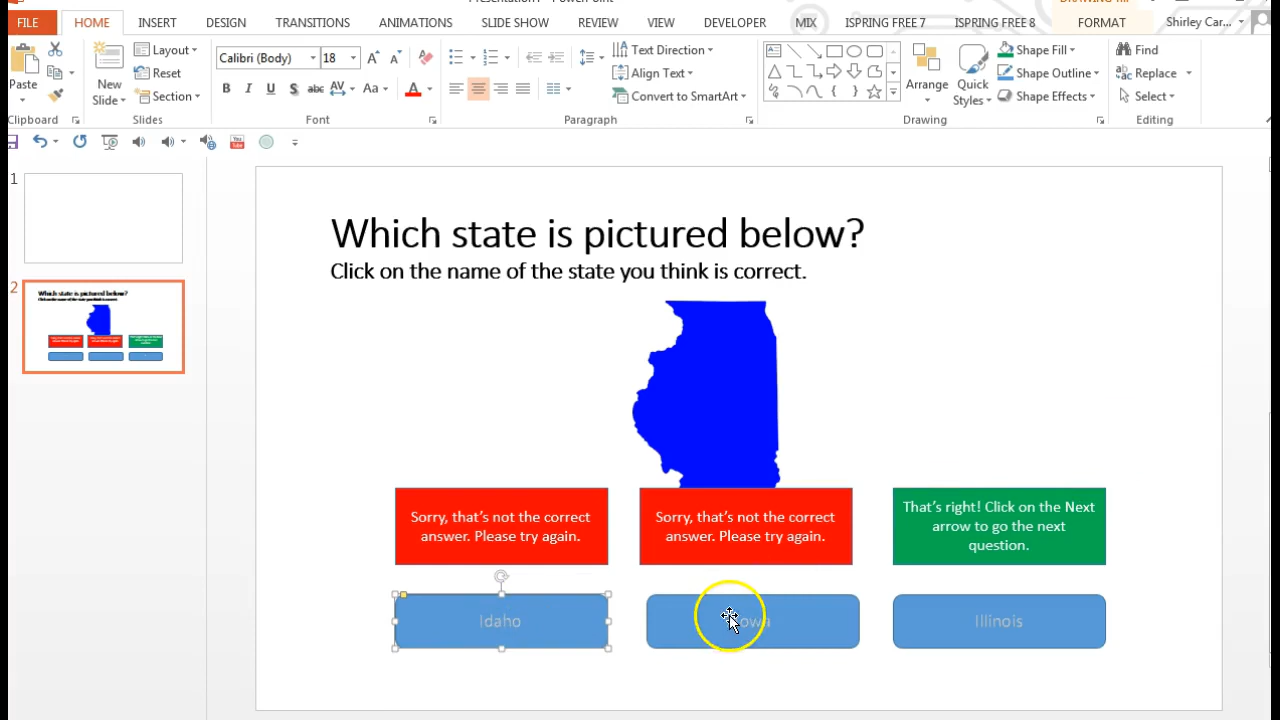 FILE HOME INSERT DESIGN TRANSITIONS ANIMATIONS SLIDE SHOW REVIEW VIEW DEVELOPER MIX ISPRING FREE 7 ISPRING FREE 8 FORMAT Shirley Car...
Paste
New
Slide
Layout
Reset
Section
Calibri (Body) 18
B I U S abc AV Aa A
Text Direction
Align Text
Convert to SmartArt
Arrange
Quick
Styles
Shape Fill
Shape Outline
Shape Effects
Find
Replace
Select
Clipboard Slides Font Paragraph Drawing Editing
1
2
Which state is pictured below?
Click on the name of the state you think is correct.
Sorry, that's not the correct
answer. Please try again.
Sorry, that's not the correct
answer. Please try again.
That's right! Click on the Next
arrow to go the next
question.
Idaho
Illinois